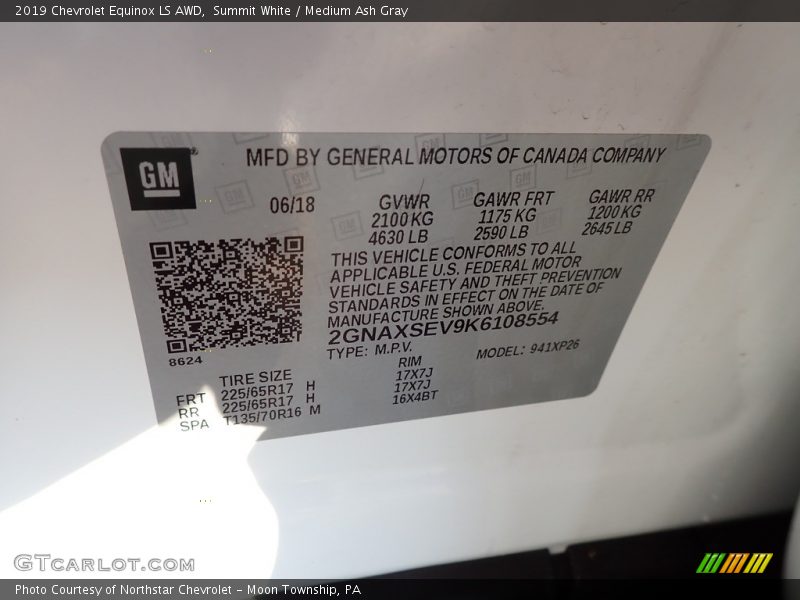 2019 Chevrolet Equinox LS AWD, Summit White / Medium Ash Gray
GM
MFD BY GENERAL MOTORS OF CANADA COMPANY
06/18
GVWR GAWR FRT GAWR RR
2100 KG 1175 KG 1200 KG
4630 LB 2590 LB 2645 LB
THIS VEHICLE CONFORMS TO ALL
APPLICABLE U.S. FEDERAL MOTOR
VEHICLE SAFETY AND THEFT PREVENTION
STANDARDS IN EFFECT ON THE DATE OF
MANUFACTURE SHOWN ABOVE.
2GNAXSEV9K6108554
TYPE: M.P.V. MODEL: 941XP26
8624
TIRE SIZE RIM
FRT 225/65R17 H 17X7J
RR 225/65R17 H 17X7J
SPA T135/70R16 M 16X4BT
GTCARLOT.COM
Photo Courtesy of Northstar Chevrolet - Moon Township, PA